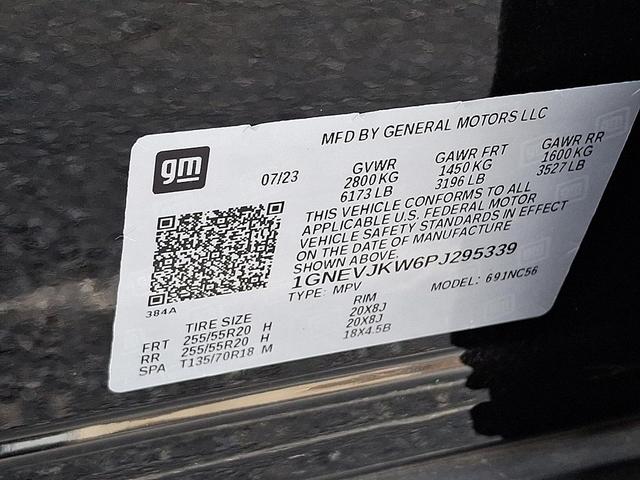 MFD BY GENERAL MOTORS LLC
gm
07/23
GVWR GAWR FRT GAWR RR
2800 KG 1450 KG 1600 KG
6173 LB 3196 LB 3527 LB
THIS VEHICLE CONFORMS TO ALL
APPLICABLE U.S. FEDERAL MOTOR
VEHICLE SAFETY STANDARDS IN EFFECT
ON THE DATE OF MANUFACTURE
SHOWN ABOVE.
1GNEVJKW6PJ295339
TYPE: MPV MODEL: 691NC56
384A
TIRE SIZE RIM
FRT 255/55R20 H 20X8J
RR 255/55R20 H 20X8J
SPA T135/70R18 M 18X4.5B